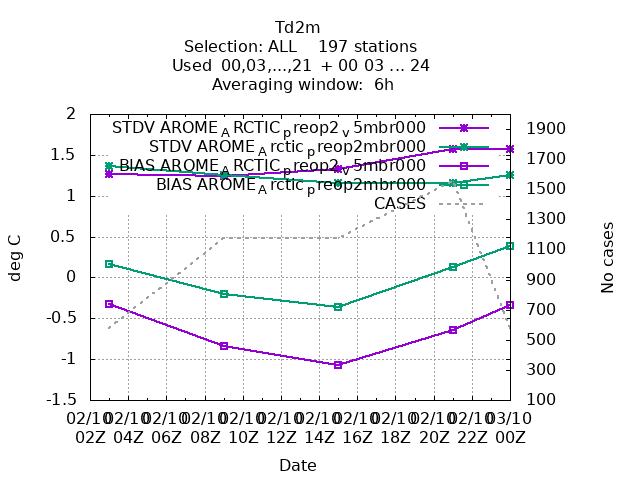 Td2m
Selection: ALL 197 stations
Used 00,03,...,21 + 00 03 ... 24
Averaging window: 6h
STDV AROME_ARCTIC_preop2_v5mbr000
STDV AROME_Arctic_preop2mbr000
BIAS AROME_ARCTIC_preop2_v5mbr000
BIAS AROME_Arctic_preop2mbr000
CASES
2
1.5
1
0.5
0
-0.5
-1
-1.5
deg C
1900
1700
1500
1300
1100
900
700
500
300
100
No cases
02/10 02/10 02/10 02/10 02/10 02/10 02/10 02/10 02/10 02/10 02/10 03/10
02Z 04Z 06Z 08Z 10Z 12Z 14Z 16Z 18Z 20Z 22Z 00Z
Date